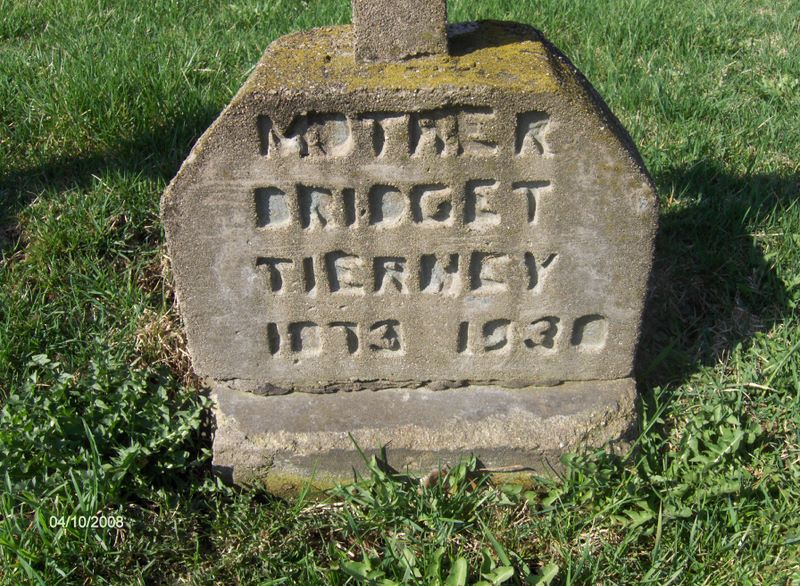 MOTHER
BRIDGET
TIERNEY
1873 1930
04/10/2008